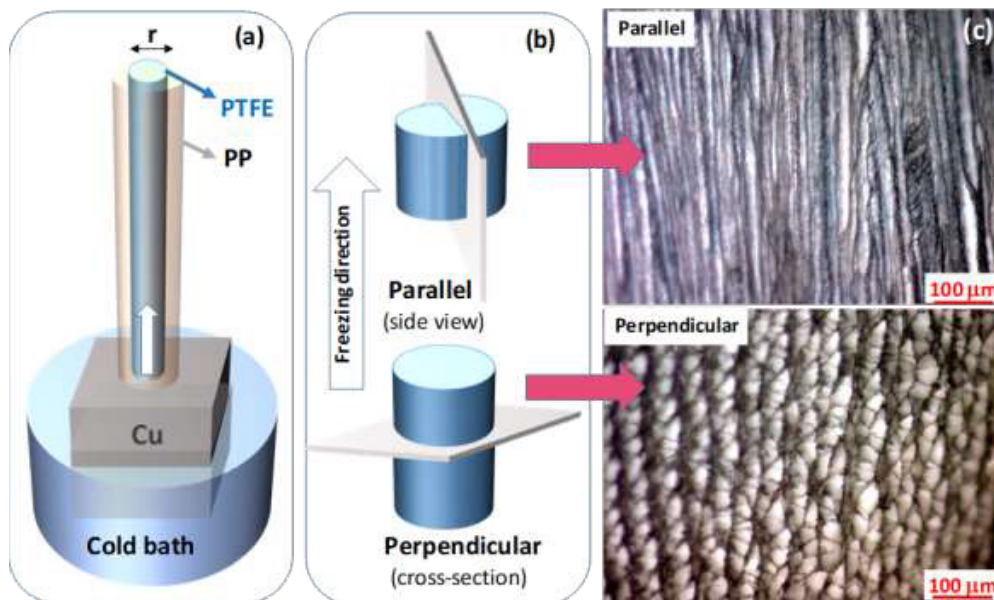 (a)
r
PTFE
PP
Cu
Cold bath
(b)
Freezing direction
Parallel
(side view)
Perpendicular
(cross-section)
(c)
Parallel
100 µm
Perpendicular
100 µm